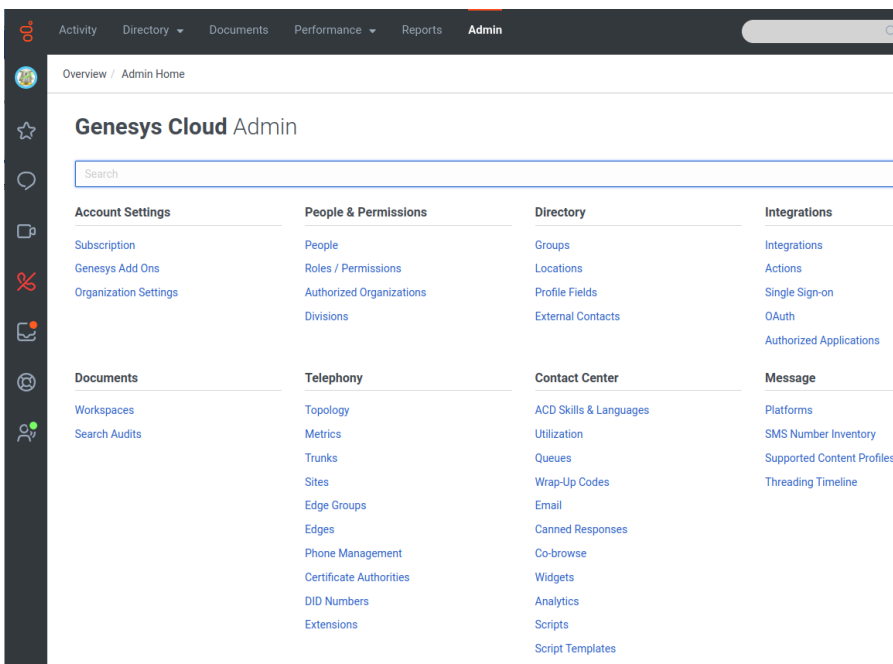 Activity
Directory
Documents
Performance
Reports
Admin
Overview / Admin Home
Genesys Cloud Admin
Search
Account Settings
Subscription
Genesys Add Ons
Organization Settings
People & Permissions
People
Roles / Permissions
Authorized Organizations
Divisions
Directory
Groups
Locations
Profile Fields
External Contacts
Integrations
Integrations
Actions
Single Sign-on
OAuth
Authorized Applications
Documents
Workspaces
Search Audits
Telephony
Topology
Metrics
Trunks
Sites
Edge Groups
Edges
Phone Management
Certificate Authorities
DID Numbers
Extensions
Contact Center
ACD Skills & Languages
Utilization
Queues
Wrap-Up Codes
Email
Canned Responses
Co-browse
Widgets
Analytics
Scripts
Script Templates
Message
Platforms
SMS Number Inventory
Supported Content Profiles
Threading Timeline